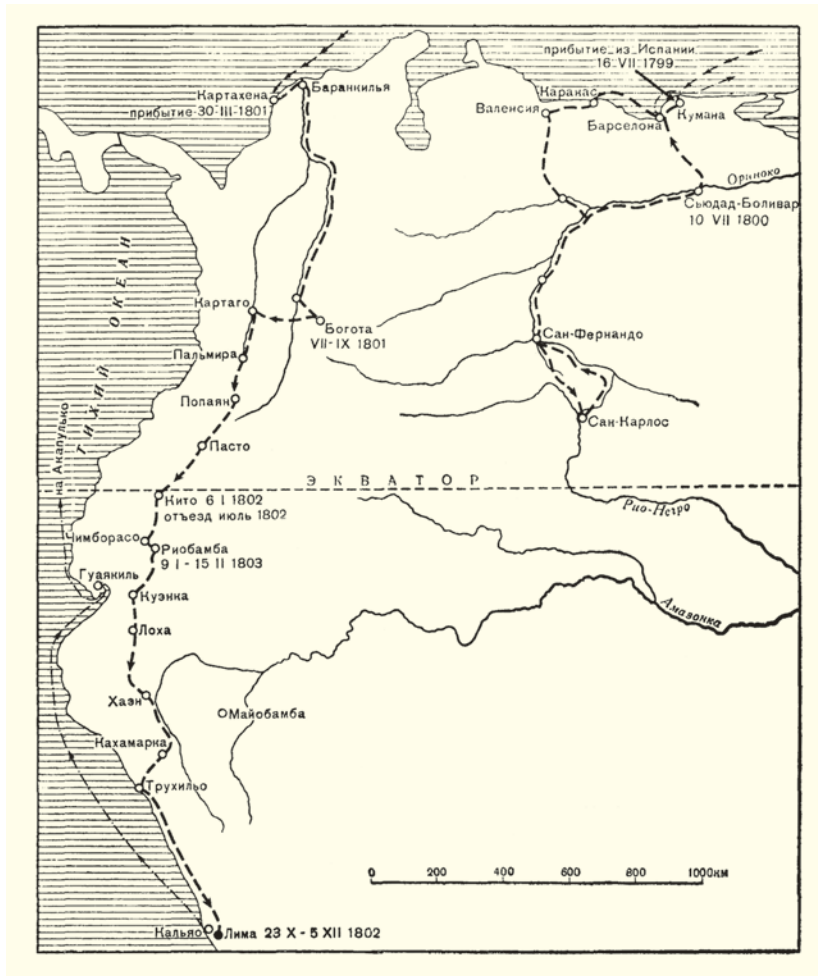 прибытие из Испании
16 VII 1799
Картахена
прибытие 30-III-1801
Баранкилья
Каракас
Валенсия
Барселона
Кумана
Ориноко
Сьюдад-Боливар
10 VII 1800
ТИХИЙ ОКЕАН
Картаго
Богота
VII-IX 1801
Сан-Фернандо
Пальмира
Попаян
Сан-Карлос
Пасто
на Акапулько
ЭКВАТОР
Кито 6 I 1802
отъезд июль 1802
Рио-Негро
Чимборасо
Риобамба
9 I - 15 II 1803
Гуаякиль
Куэнка
Амазонка
Лоха
Хаэн
Майобамба
Кахамарка
Трухильо
0 200 400 600 800 1000км
Кальяо
Лима 23 X - 5 XII 1802